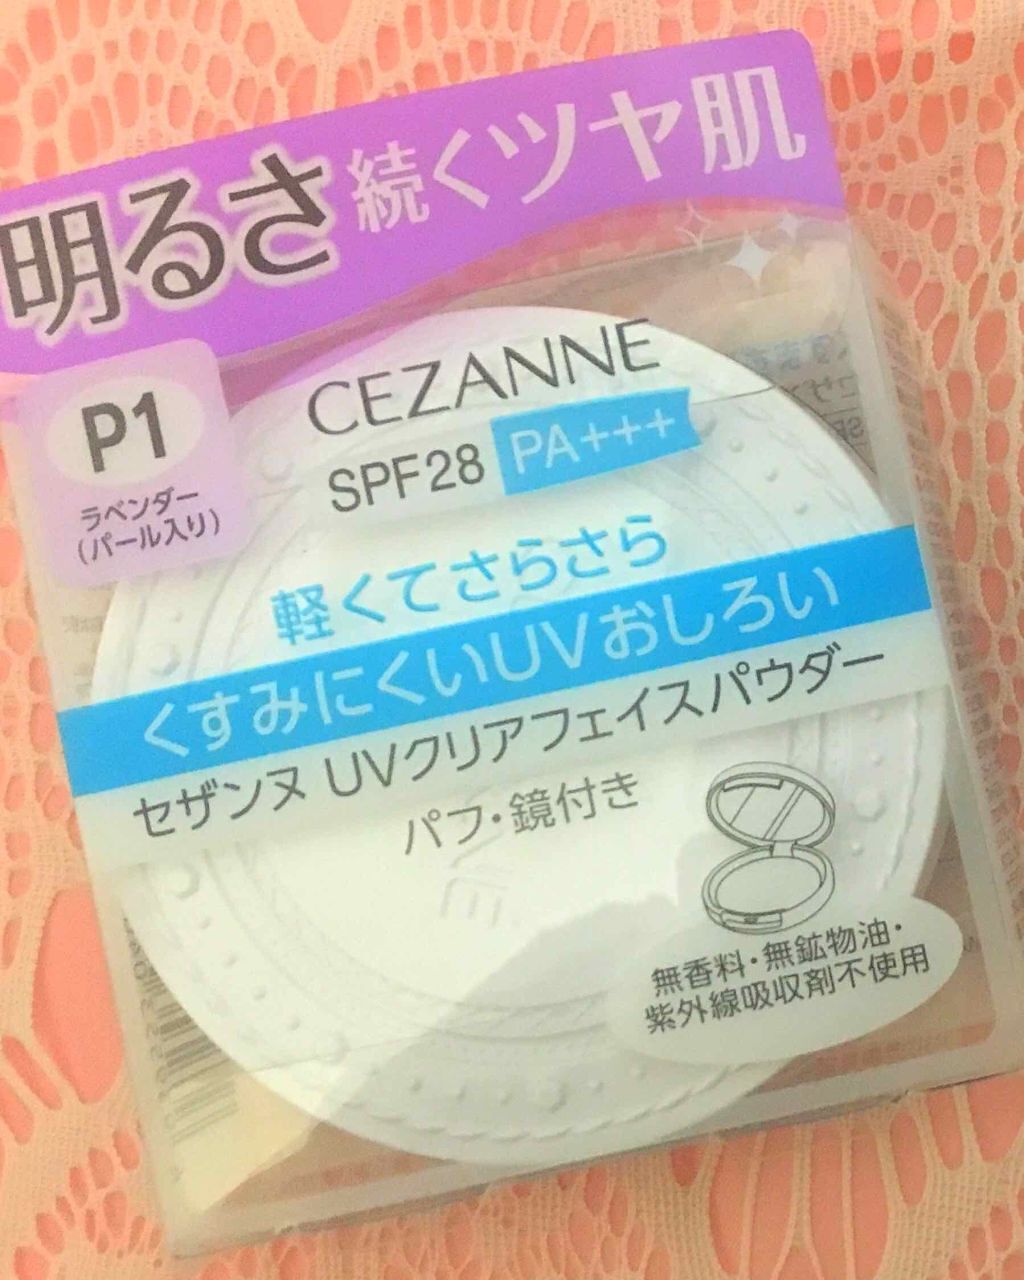 明るさ続くツヤ肌
P1
ラベンダー
(パール入り)
CEZANNE
SPF28 PA+++
軽くてさらさら
くすみにくいUVおしろい
セザンヌ UVクリアフェイスパウダー
パフ・鏡付き
無香料・無鉱物油・
紫外線吸収剤不使用